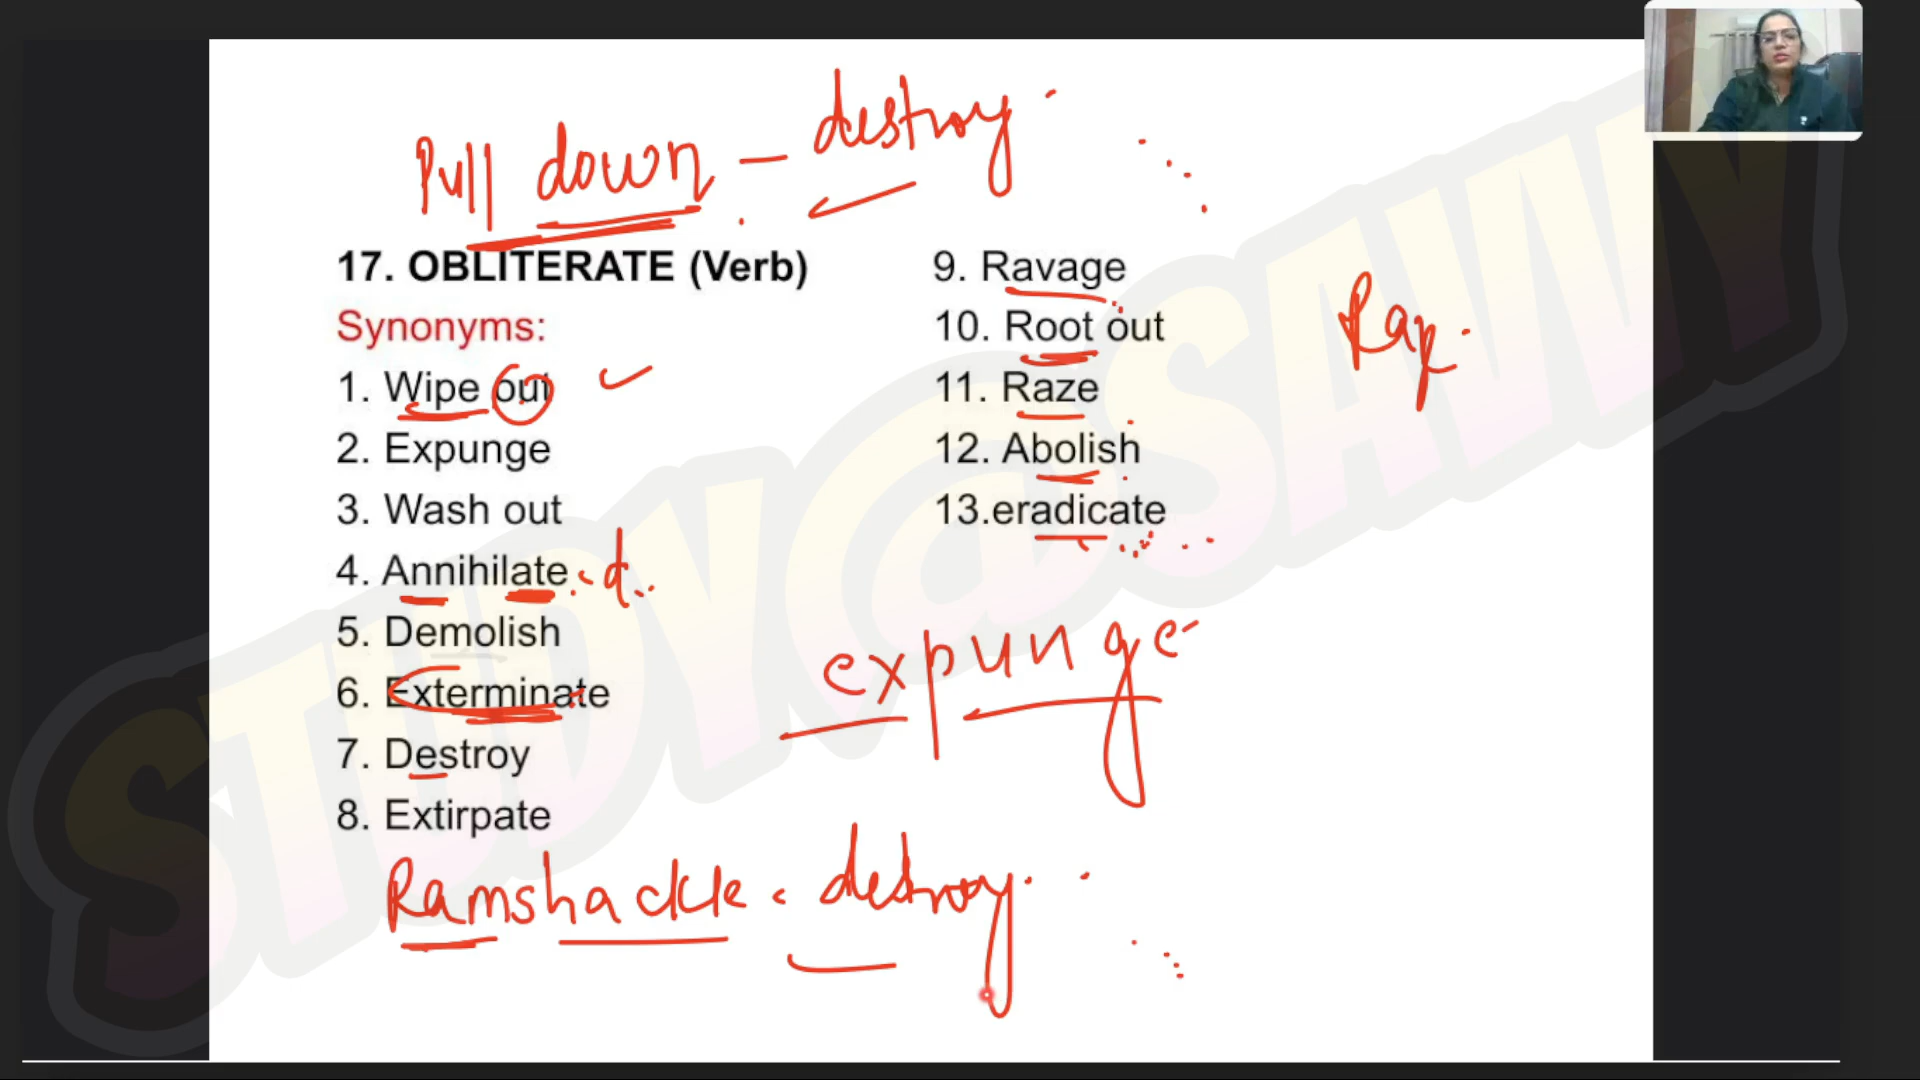 Pull down - destroy.
17. OBLITERATE (Verb)
Synonyms:
1. Wipe out
2. Expunge
3. Wash out
4. Annihilate d
5. Demolish
6. Exterminate
7. Destroy
8. Extirpate
9. Ravage
10. Root out
11. Raze
12. Abolish
13.eradicate
expunge
Ramshackle destroy
STUDY@SAVVY